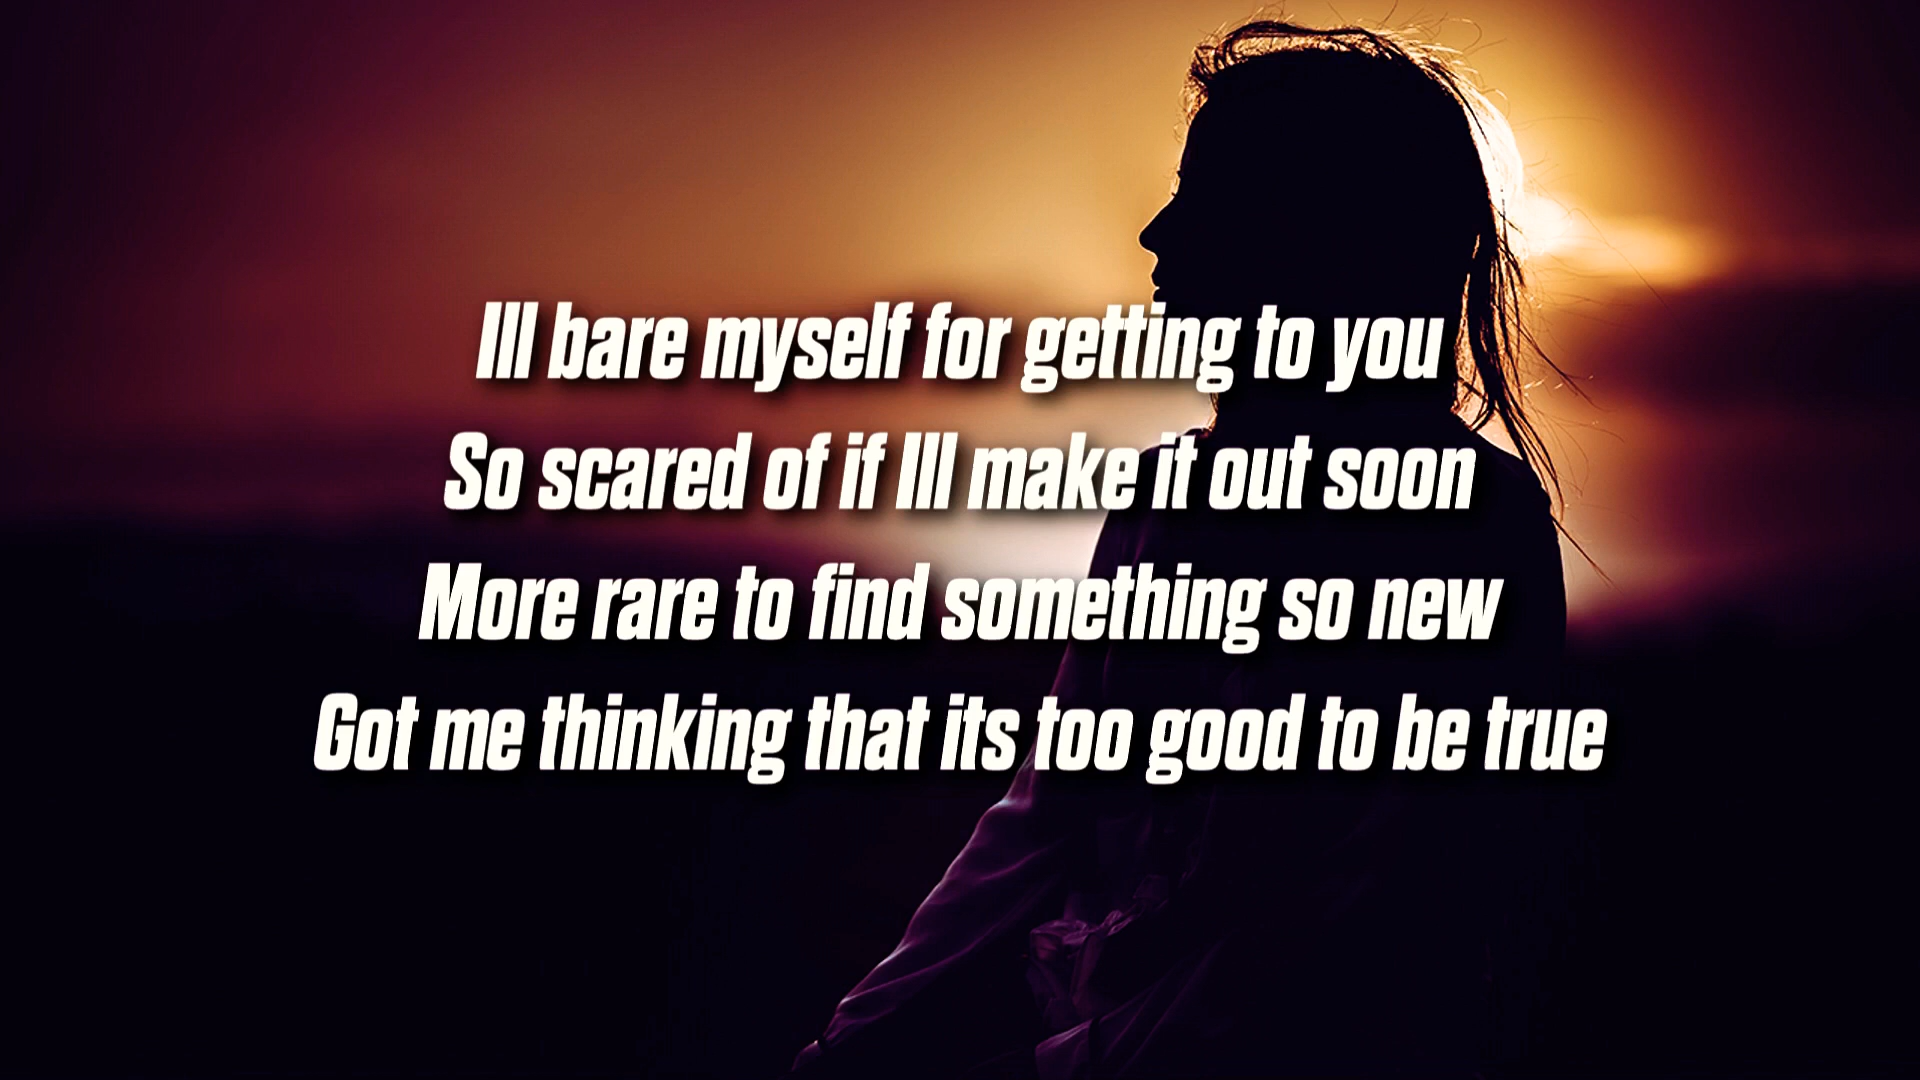 Ill bare myself for getting to you
So scared of if Ill make it out soon
More rare to find something so new
Got me thinking that its too good to be true